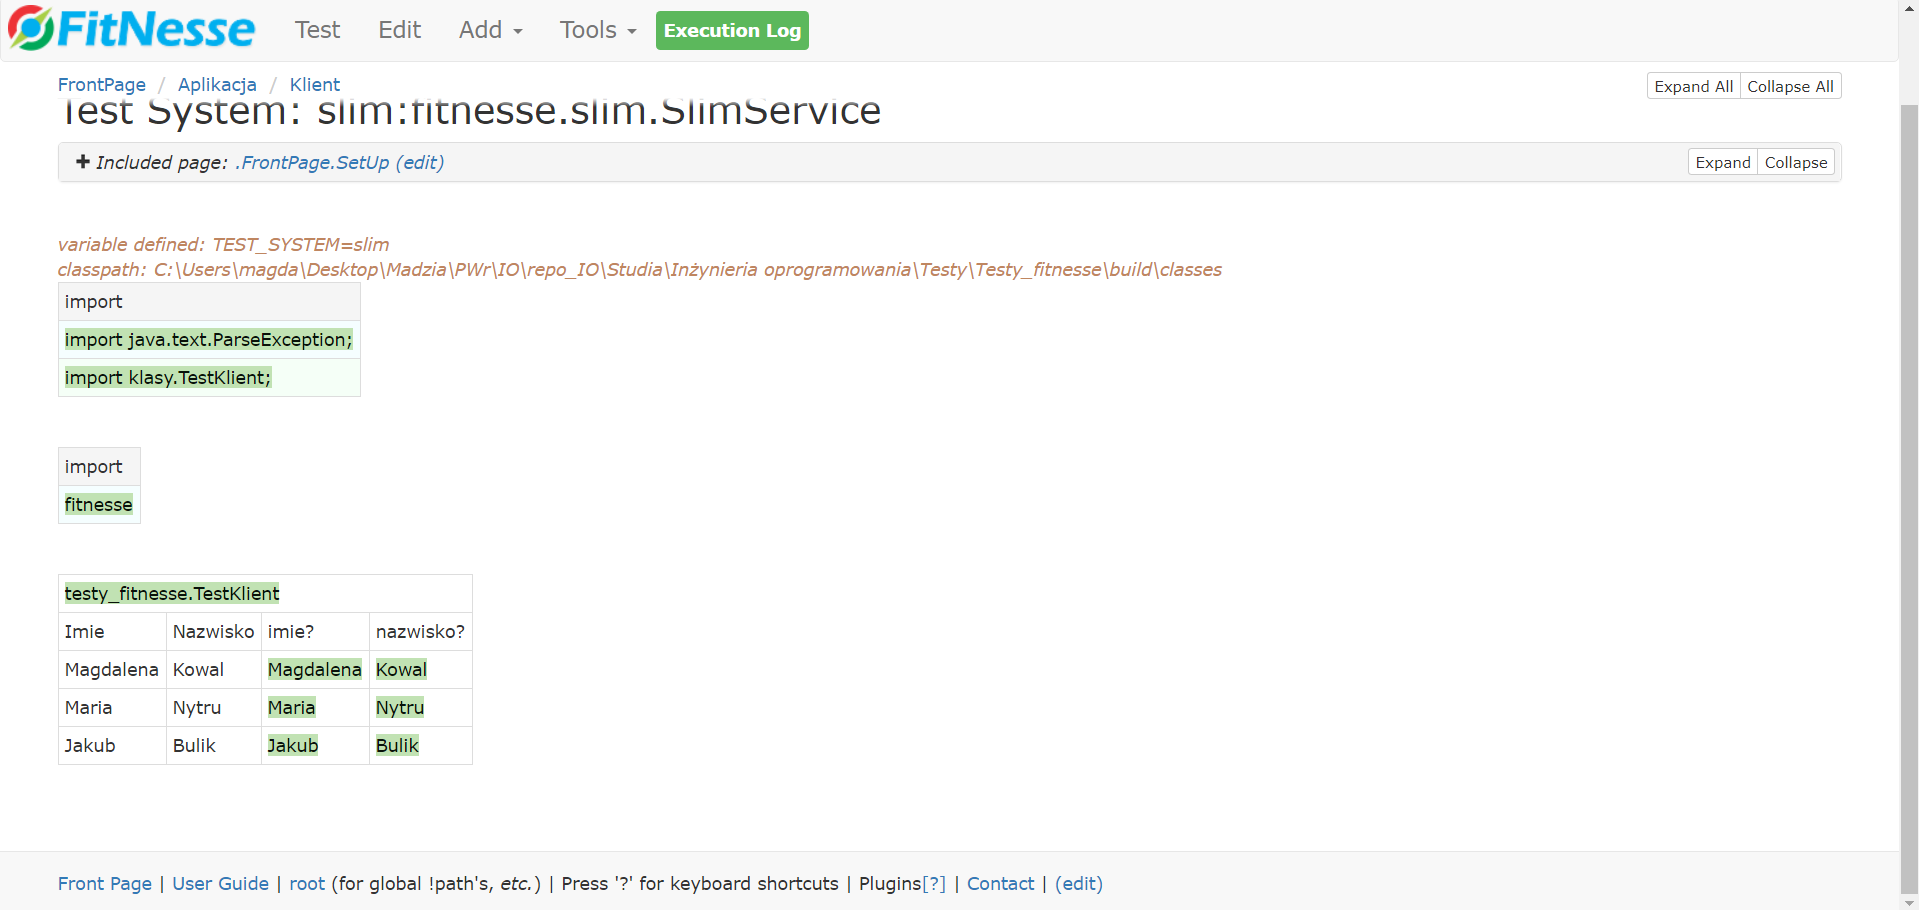 FitNesse Test Edit Add Tools Execution Log
FrontPage / Aplikacja / Klient Expand All Collapse All
Test System: slim:fitnesse.slim.SlimService
Included page: .FrontPage.SetUp (edit) Expand Collapse
variable defined: TEST_SYSTEM=slim
classpath: C:\Users\magda\Desktop\Madzia\PWr\IO\repo_IO\Studia\Inżynieria oprogramowania\Testy\Testy_fitnesse\build\classes
import
import java.text.ParseException;
import klasy.TestKlient;
import
fitnesse
testy_fitnesse.TestKlient
Imie Nazwisko imie? nazwisko?
Magdalena Kowal Magdalena Kowal
Maria Nytru Maria Nytru
Jakub Bulik Jakub Bulik
Front Page | User Guide | root (for global !path's, etc.) | Press '?' for keyboard shortcuts | Plugins[?] | Contact | (edit)